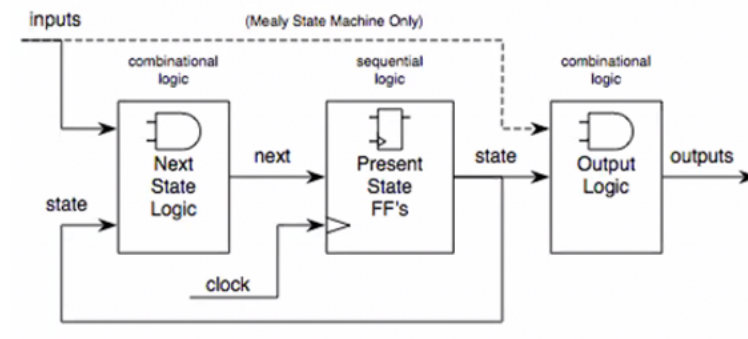 inputs
(Mealy State Machine Only)
combinational
logic
sequential
logic
combinational
logic
Next
State
Logic
next
Present
State
FF's
state
Output
Logic
outputs
state
clock